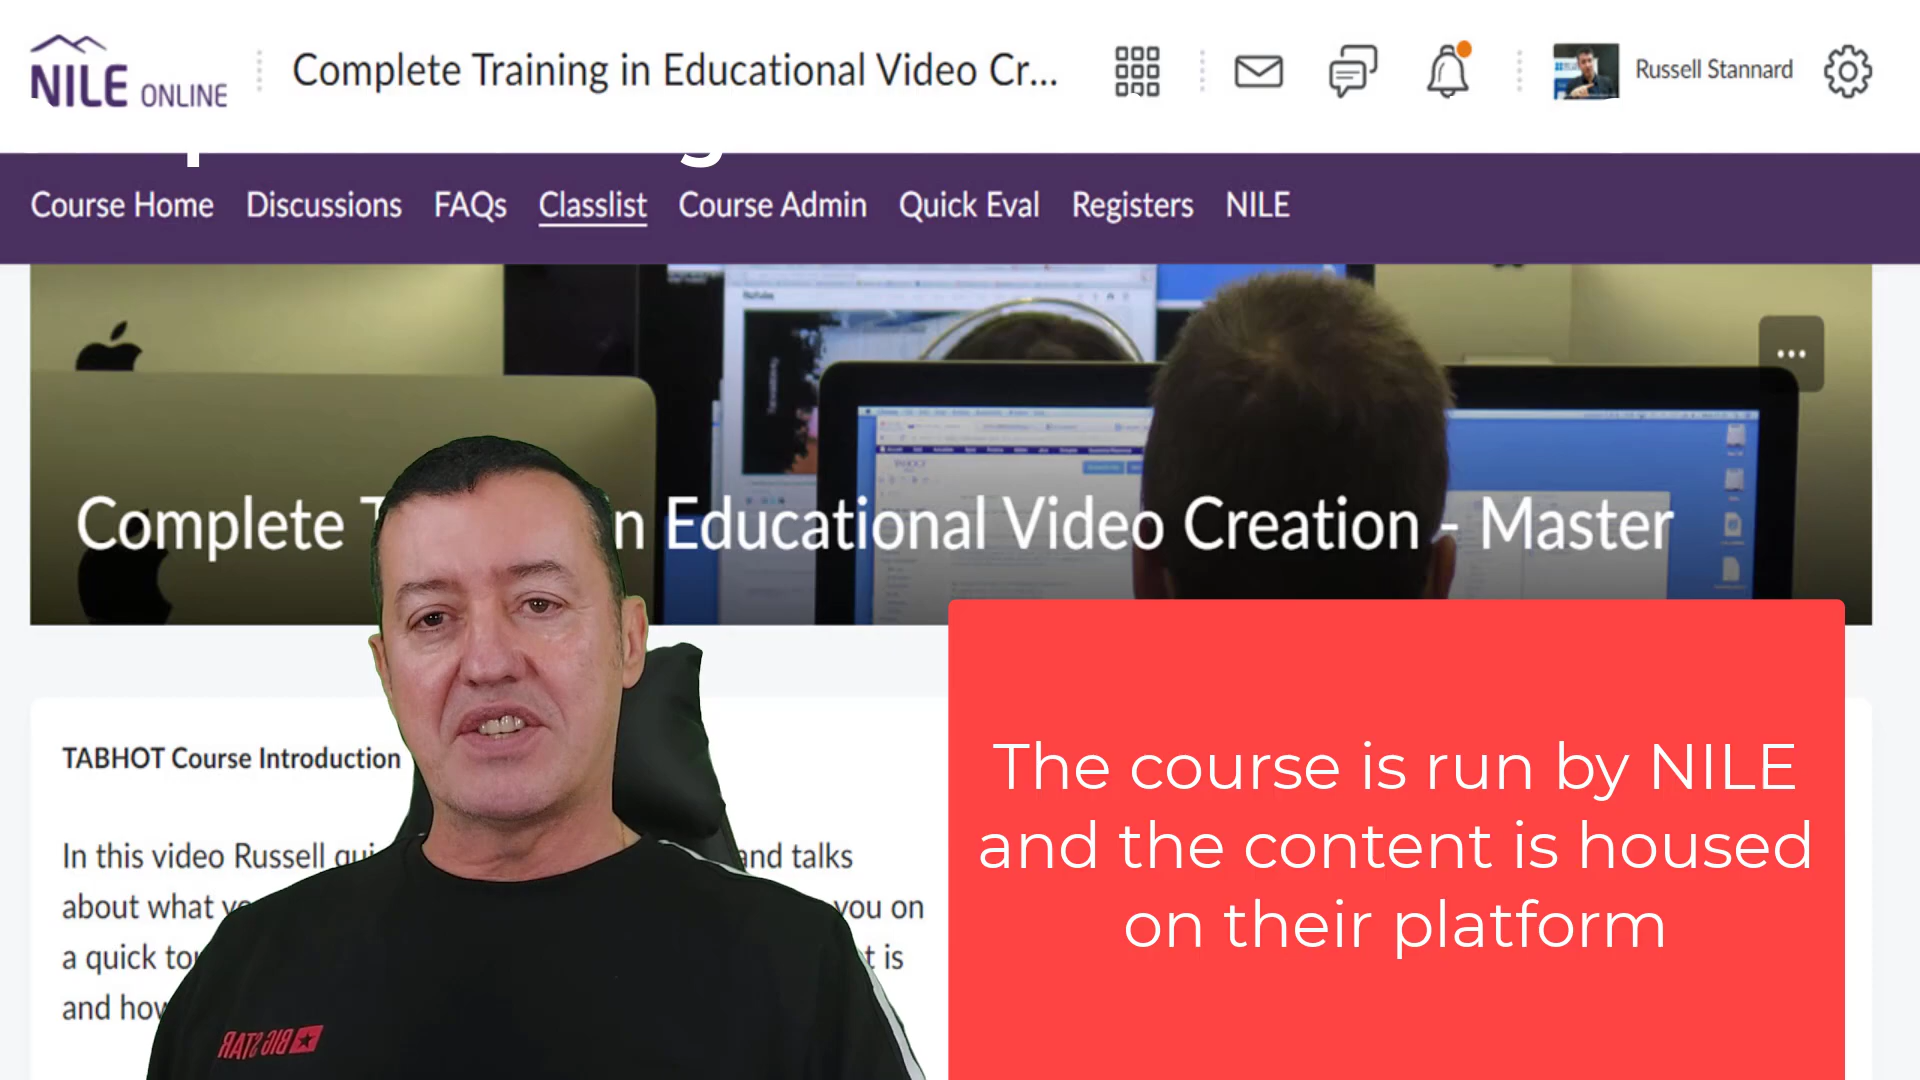 NILE ONLINE
Complete Training in Educational Video Cr...
Russell Stannard
Course Home Discussions FAQs Classlist Course Admin Quick Eval Registers NILE
Complete T n Educational Video Creation - Master
TABHOT Course Introduction
In this video Russell qui and talks
about what you on
a quick t is
and how
The course is run by NILE
and the content is housed
on their platform
BIG STAR